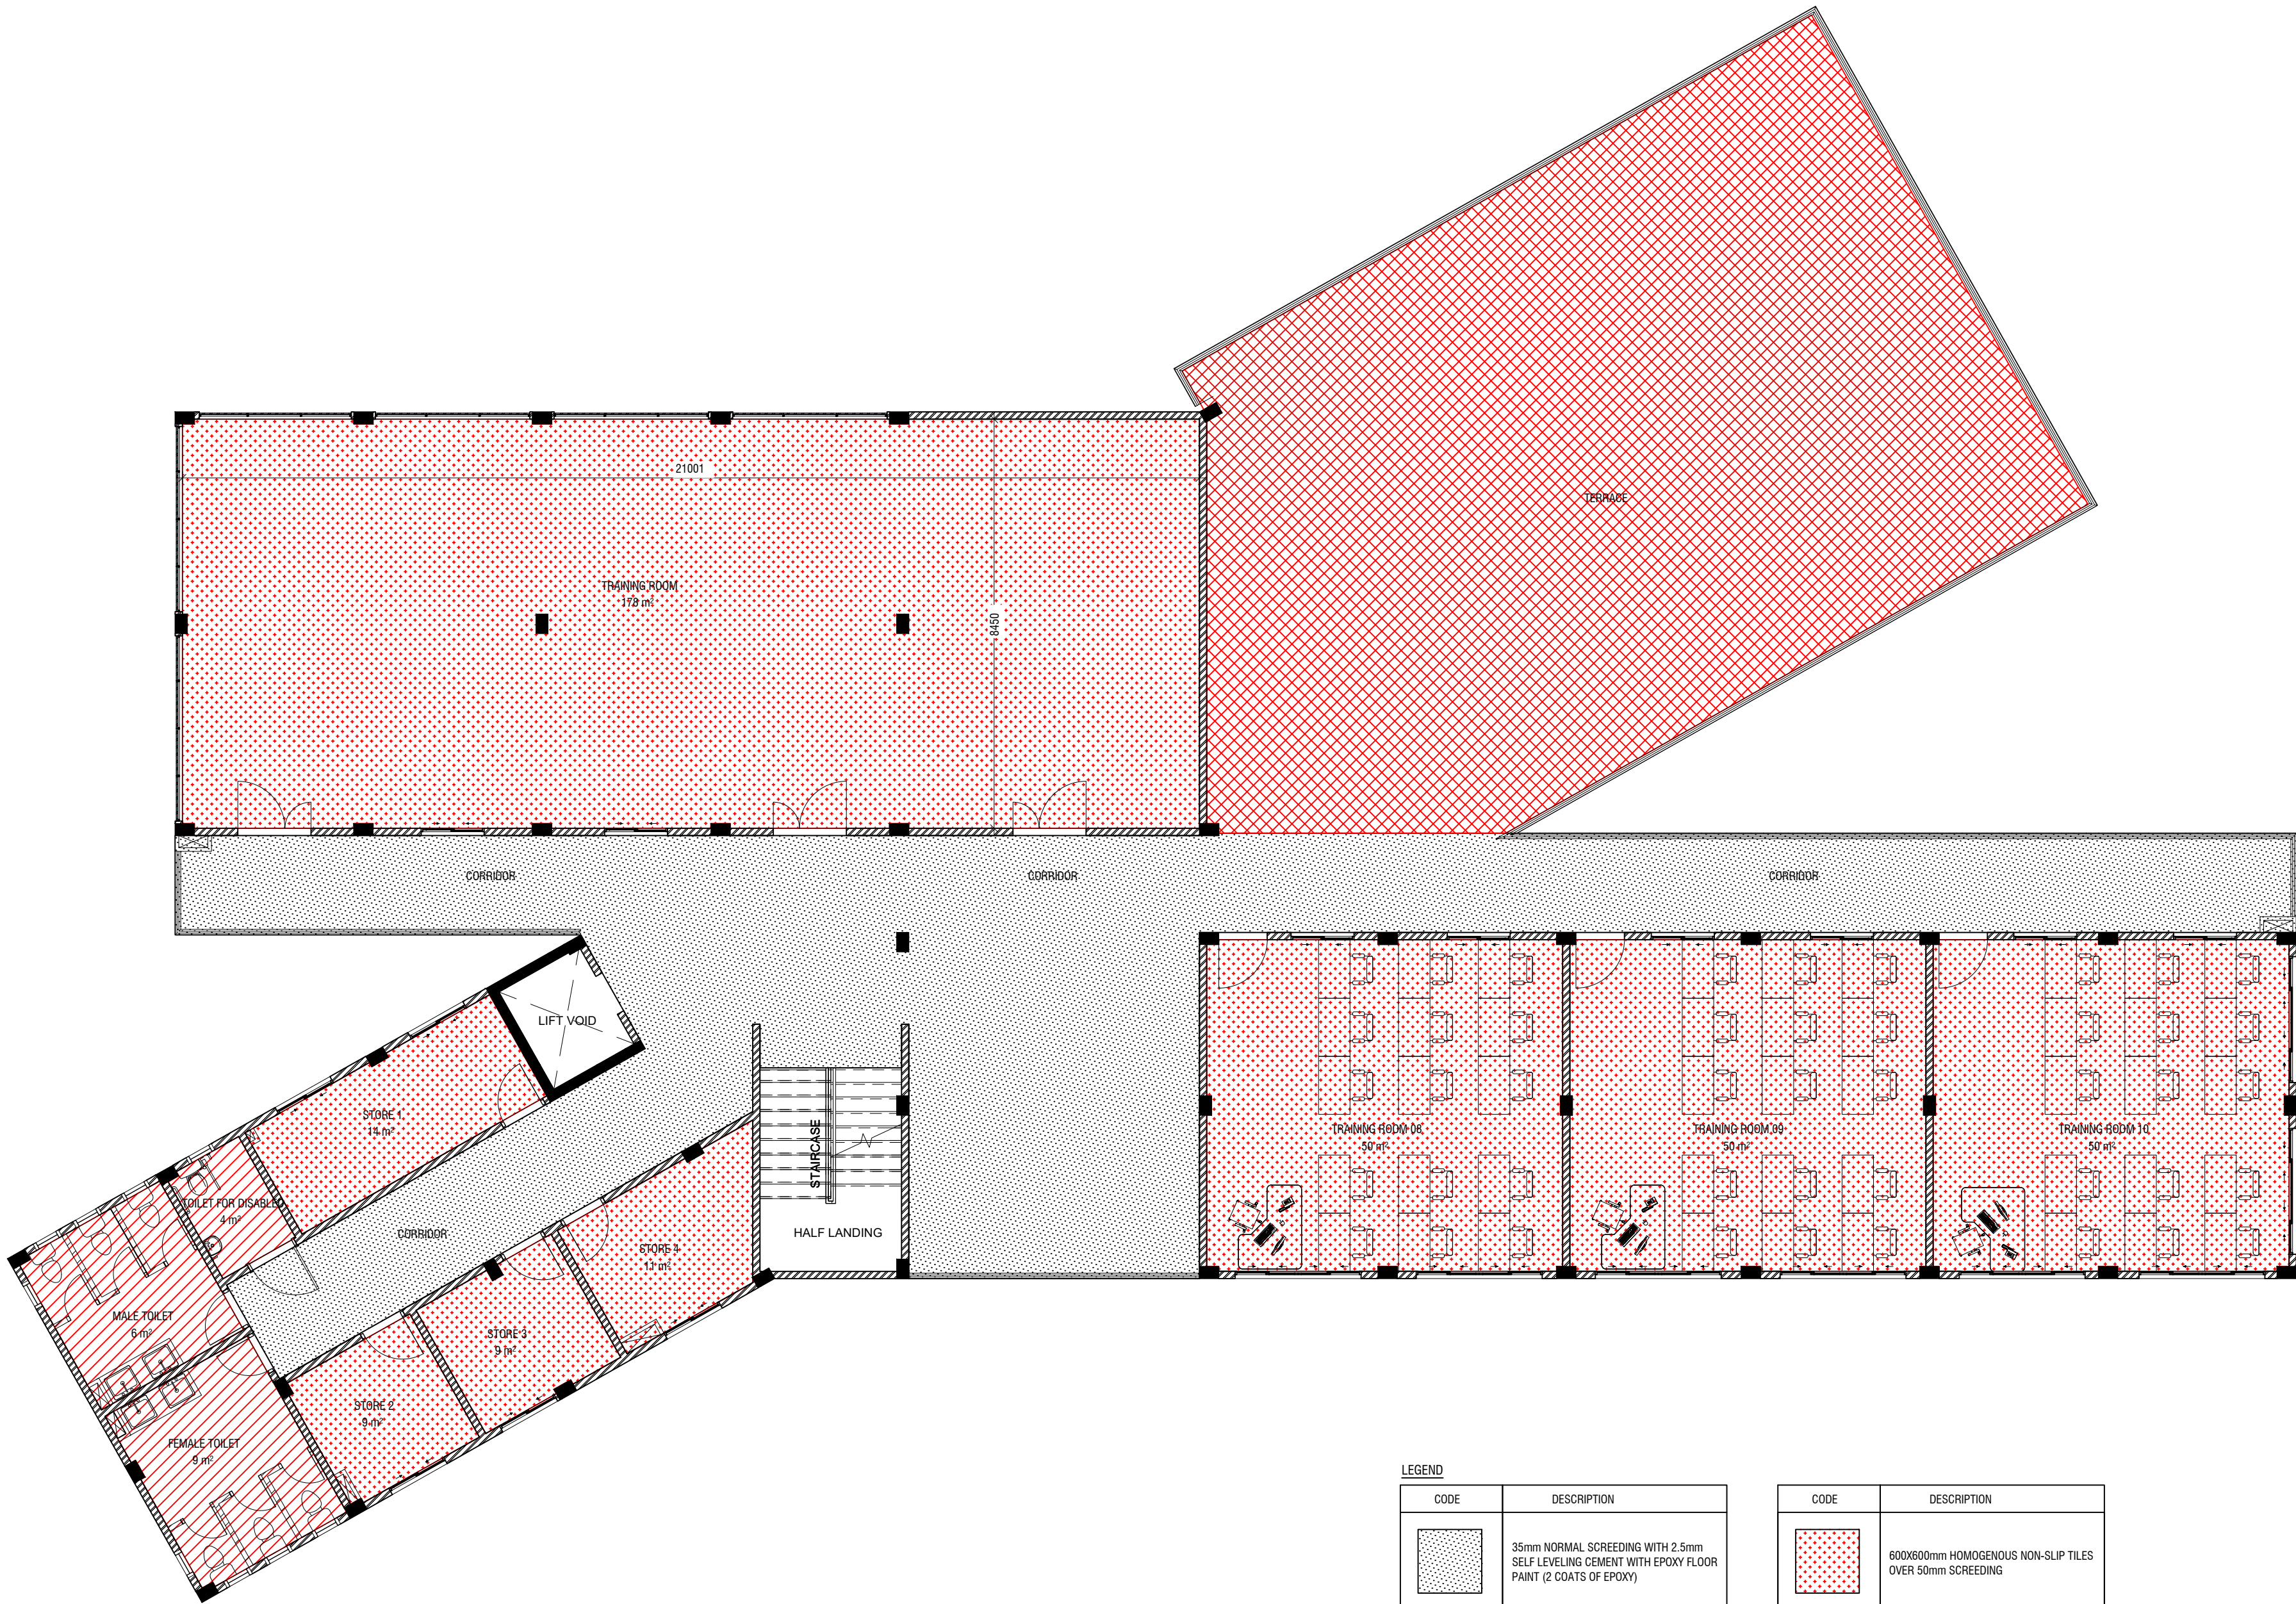 TERRACE
21001
TRAINING ROOM
178 m²
8450
CORRIDOR
CORRIDOR
CORRIDOR
LIFT VOID
STORE 1
14 m²
TRAINING ROOM 08
50 m²
TRAINING ROOM 09
50 m²
TRAINING ROOM 10
50 m²
STAIRCASE
TOILET FOR DISABLED
4 m²
CORRIDOR
HALF LANDING
STORE 4
11 m²
MALE TOILET
6 m²
STORE 3
9 m²
STORE 2
9 m²
FEMALE TOILET
9 m²
LEGEND
CODE
DESCRIPTION
35mm NORMAL SCREEDING WITH 2.5mm
SELF LEVELING CEMENT WITH EPOXY FLOOR
PAINT (2 COATS OF EPOXY)
CODE
DESCRIPTION
600X600mm HOMOGENOUS NON-SLIP TILES
OVER 50mm SCREEDING